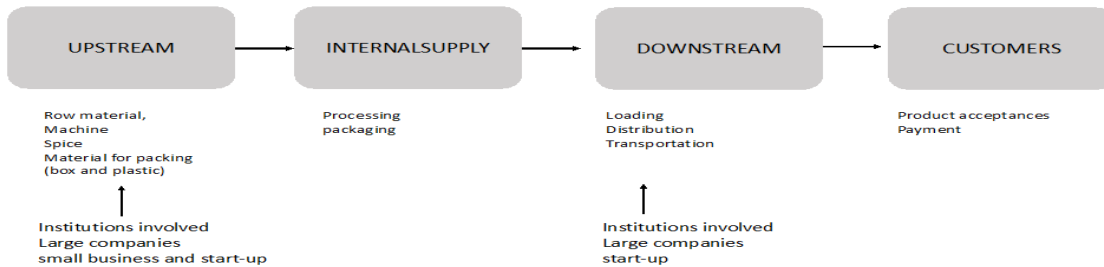 UPSTREAM
INTERNALSUPPLY
DOWNSTREAM
CUSTOMERS
Row material,
Machine
Spice
Material for packing
(box and plastic)
Processing
packaging
Loading
Distribution
Transportation
Product acceptances
Payment
Institutions involved
Large companies
small business and start-up
Institutions involved
Large companies
start-up